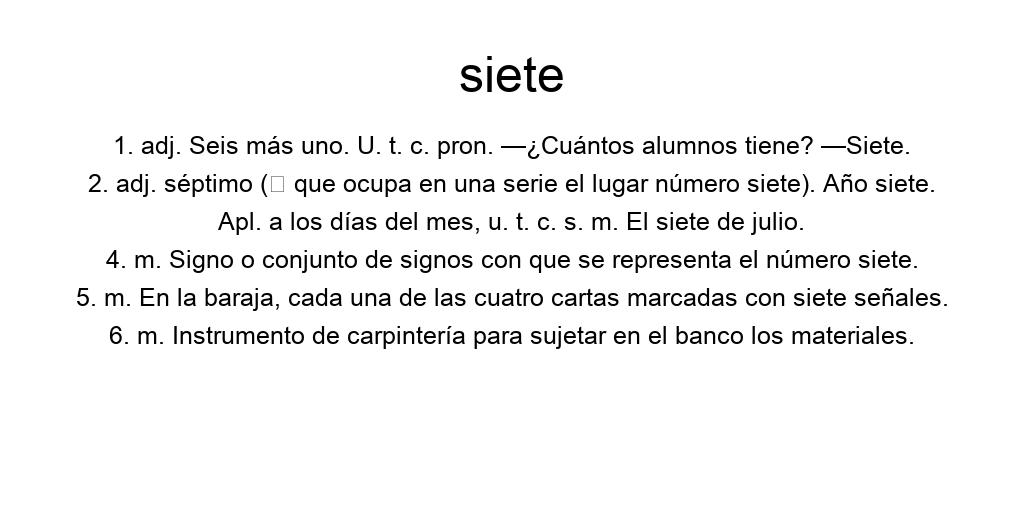 siete
1. adj. Seis más uno. U. t. c. pron. —¿Cuántos alumnos tiene? —Siete.
2. adj. séptimo (□ que ocupa en una serie el lugar número siete). Año siete.
Apl. a los días del mes, u. t. c. s. m. El siete de julio.
4. m. Signo o conjunto de signos con que se representa el número siete.
5. m. En la baraja, cada una de las cuatro cartas marcadas con siete señales.
6. m. Instrumento de carpintería para sujetar en el banco los materiales.